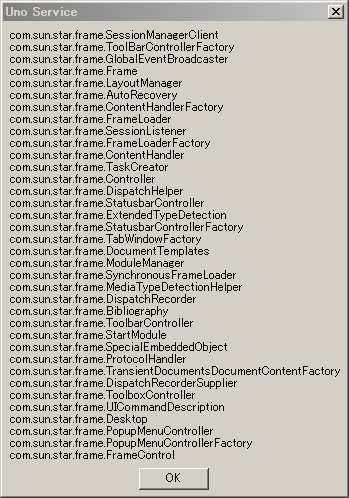 Uno Service
com.sun.star.frame.SessionManagerClient
com.sun.star.frame.ToolBarControllerFactory
com.sun.star.frame.GlobalEventBroadcaster
com.sun.star.frame.Frame
com.sun.star.frame.LayoutManager
com.sun.star.frame.AutoRecovery
com.sun.star.frame.ContentHandlerFactory
com.sun.star.frame.FrameLoader
com.sun.star.frame.SessionListener
com.sun.star.frame.FrameLoaderFactory
com.sun.star.frame.ContentHandler
com.sun.star.frame.TaskCreator
com.sun.star.frame.Controller
com.sun.star.frame.DispatchHelper
com.sun.star.frame.StatusbarController
com.sun.star.frame.ExtendedTypeDetection
com.sun.star.frame.StatusbarControllerFactory
com.sun.star.frame.TabWindowFactory
com.sun.star.frame.DocumentTemplates
com.sun.star.frame.ModuleManager
com.sun.star.frame.SynchronousFrameLoader
com.sun.star.frame.MediaTypeDetectionHelper
com.sun.star.frame.DispatchRecorder
com.sun.star.frame.Bibliography
com.sun.star.frame.ToolbarController
com.sun.star.frame.StartModule
com.sun.star.frame.SpecialEmbeddedObject
com.sun.star.frame.ProtocolHandler
com.sun.star.frame.TransientDocumentsDocumentContentFactory
com.sun.star.frame.DispatchRecorderSupplier
com.sun.star.frame.ToolboxController
com.sun.star.frame.UICommandDescription
com.sun.star.frame.Desktop
com.sun.star.frame.PopupMenuController
com.sun.star.frame.PopupMenuControllerFactory
com.sun.star.frame.FrameControl
OK